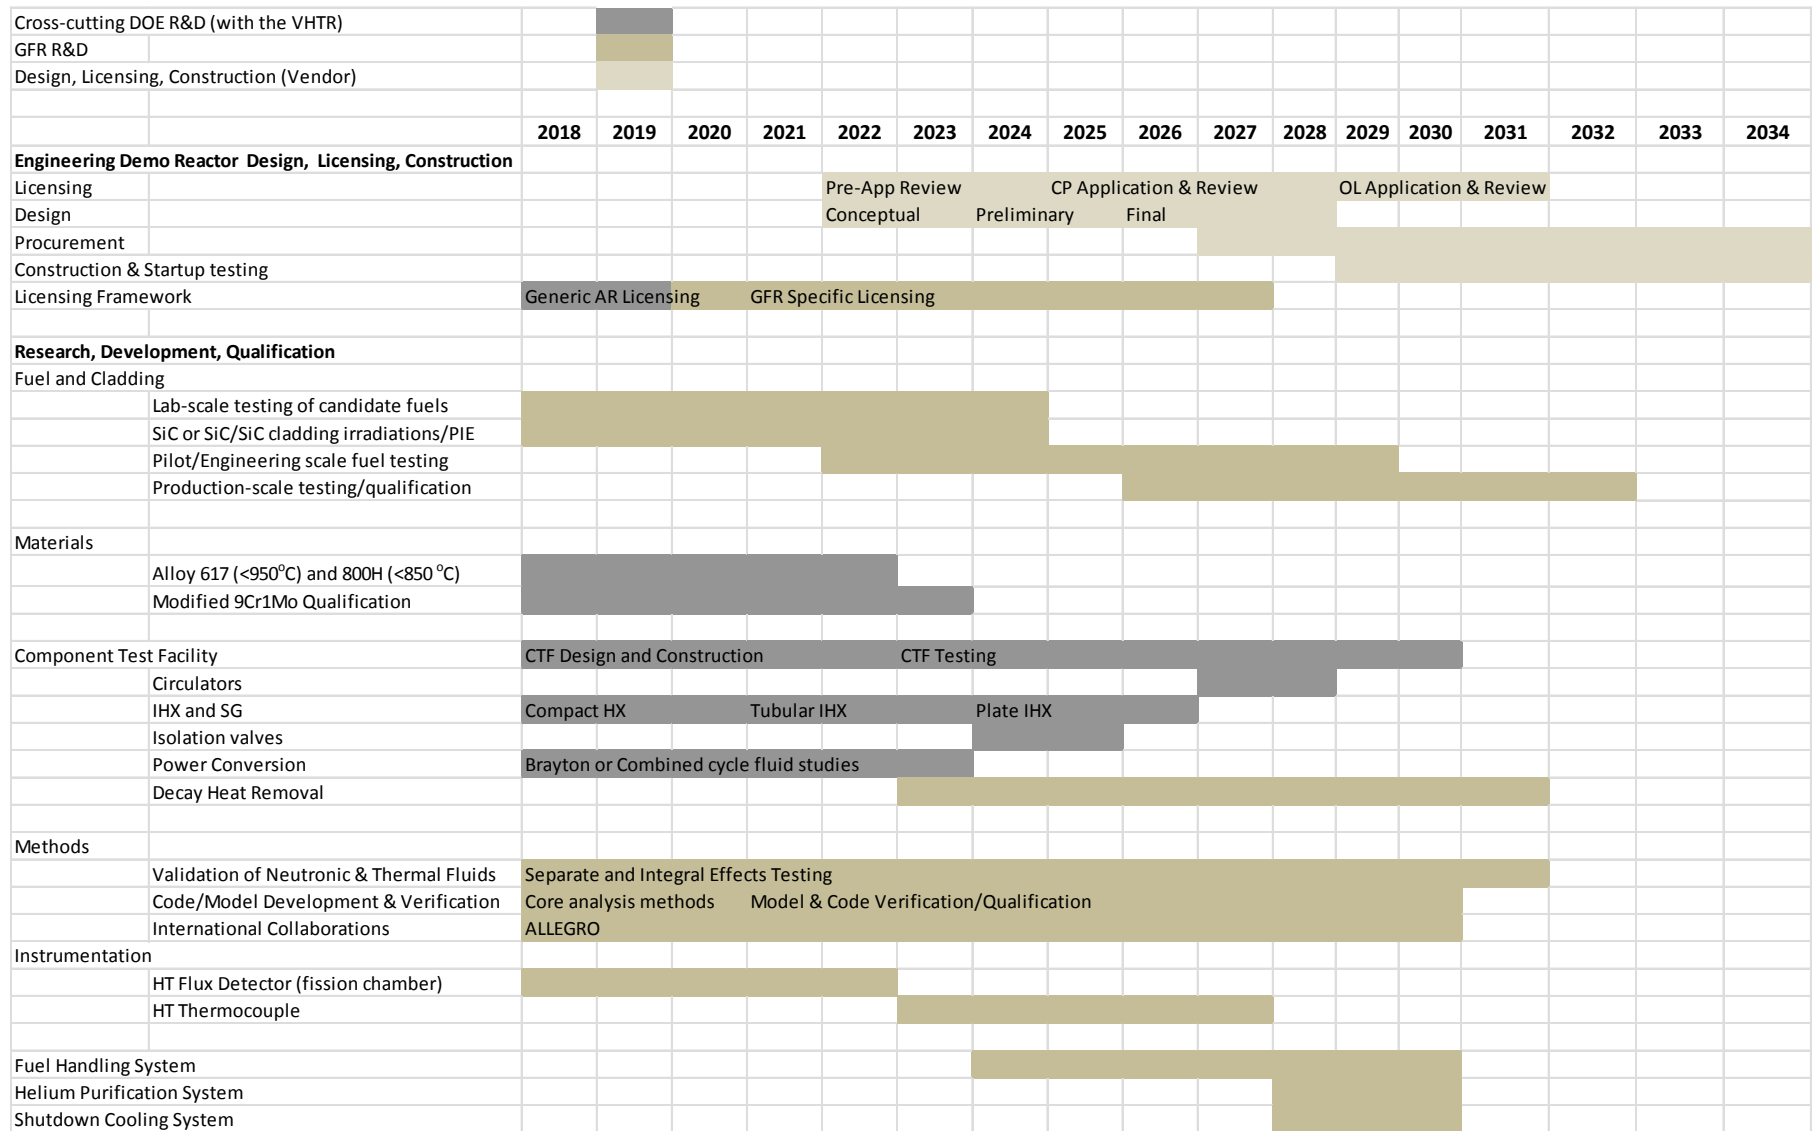 Cross-cutting DOE R&D (with the VHTR)
GFR R&D
Design, Licensing, Construction (Vendor)
2018 2019 2020 2021 2022 2023 2024 2025 2026 2027 2028 2029 2030 2031 2032 2033 2034
Engineering Demo Reactor Design, Licensing, Construction
Licensing Pre-App Review CP Application & Review OL Application & Review
Design Conceptual Preliminary Final
Procurement
Construction & Startup testing
Licensing Framework Generic AR Licensing GFR Specific Licensing
Research, Development, Qualification
Fuel and Cladding
Lab-scale testing of candidate fuels
SiC or SiC/SiC cladding irradiations/PIE
Pilot/Engineering scale fuel testing
Production-scale testing/qualification
Materials
Alloy 617 (<950°C) and 800H (<850 °C)
Modified 9Cr1Mo Qualification
Component Test Facility CTF Design and Construction CTF Testing
Circulators
IHX and SG Compact HX Tubular IHX Plate IHX
Isolation valves
Power Conversion Brayton or Combined cycle fluid studies
Decay Heat Removal
Methods
Validation of Neutronic & Thermal Fluids Separate and Integral Effects Testing
Code/Model Development & Verification Core analysis methods Model & Code Verification/Qualification
International Collaborations ALLEGRO
Instrumentation
HT Flux Detector (fission chamber)
HT Thermocouple
Fuel Handling System
Helium Purification System
Shutdown Cooling System